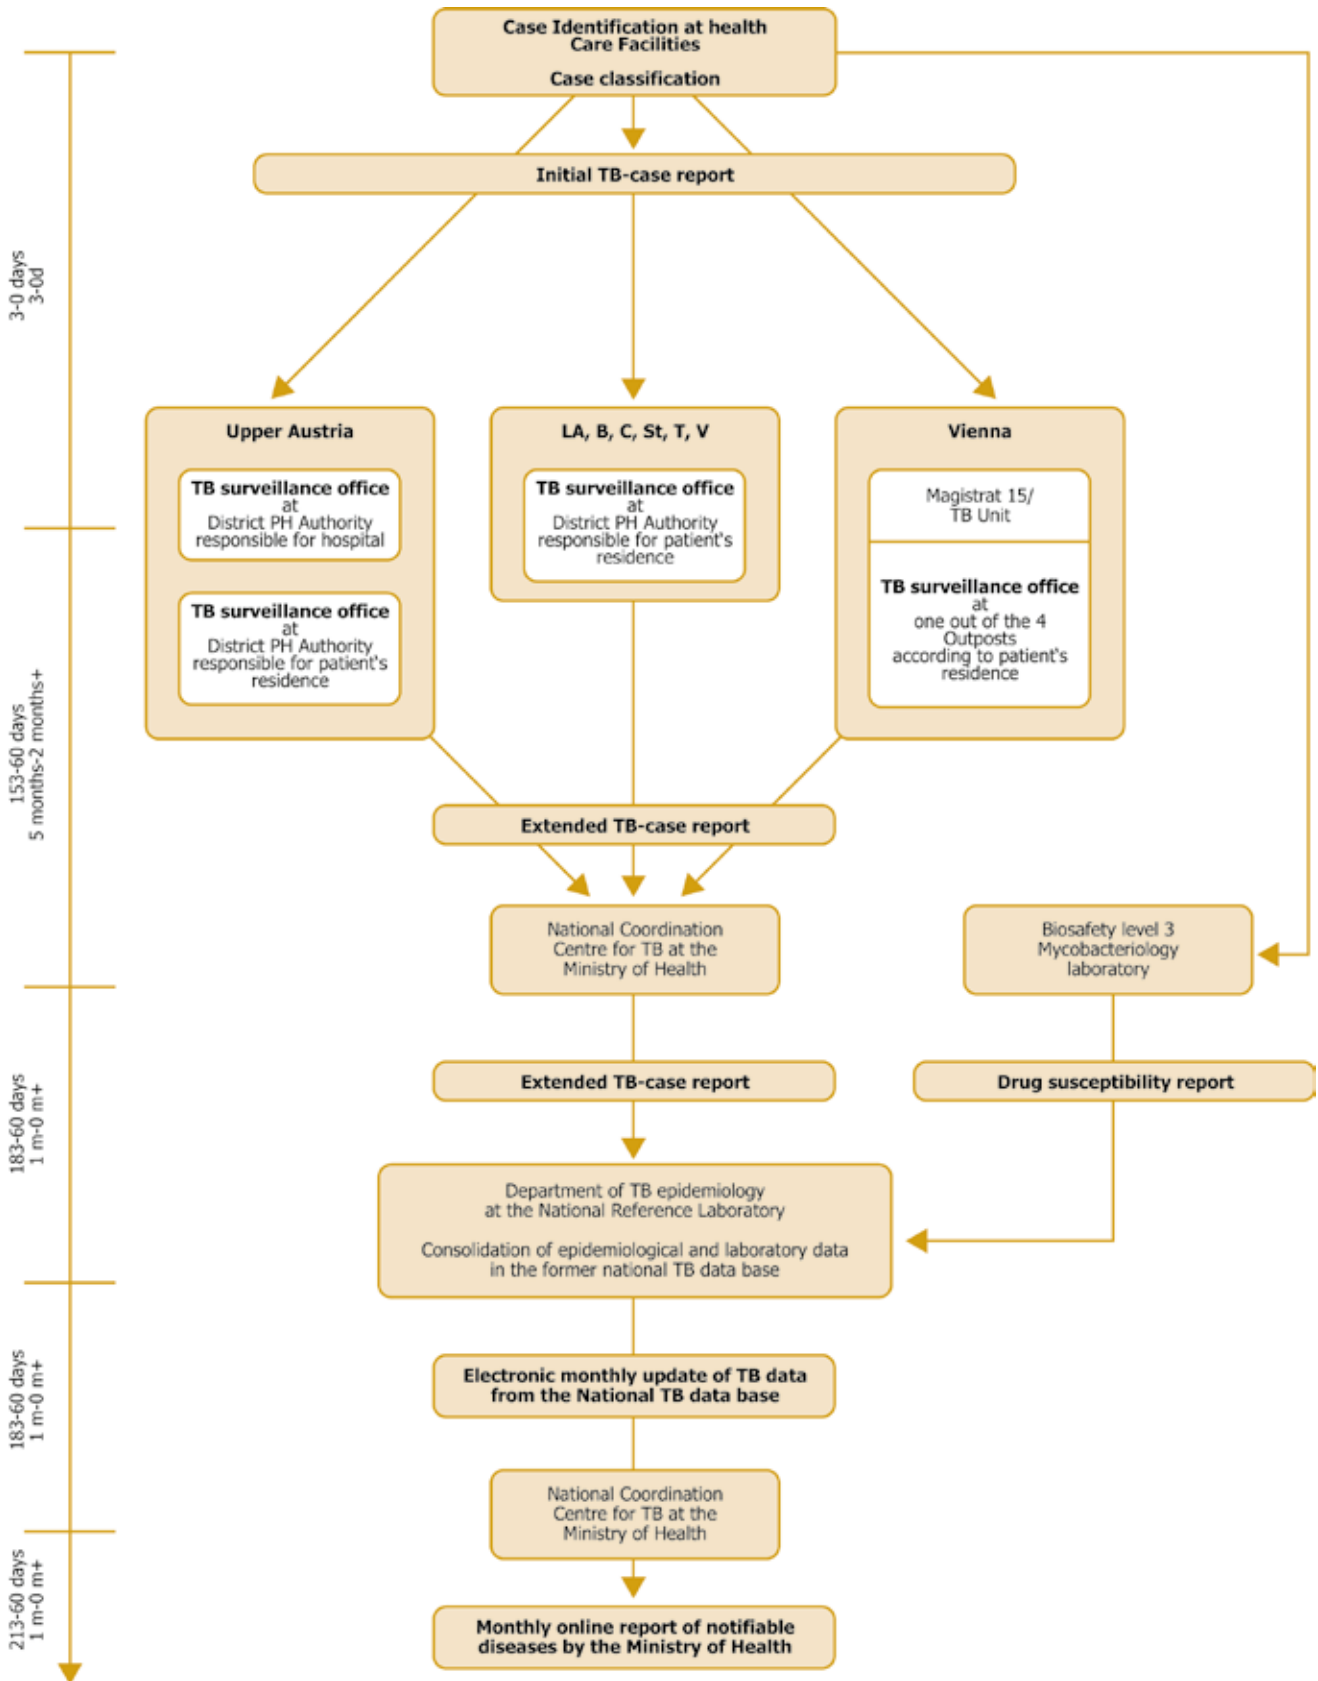 Case Identification at health
Care Facilities
Case classification
Initial TB-case report
3-0 days
3-0d
Upper Austria
TB surveillance office
at
District PH Authority
responsible for hospital
TB surveillance office
at
District PH Authority
responsible for patient's
residence
LA, B, C, St, T, V
TB surveillance office
at
District PH Authority
responsible for patient's
residence
Vienna
Magistrat 15/
TB Unit
TB surveillance office
at
one out of the 4
Outposts
according to patient's
residence
153-60 days
5 months-2 months+
Extended TB-case report
National Coordination
Centre for TB at the
Ministry of Health
Biosafety level 3
Mycobacteriology
laboratory
183-60 days
1 m-0 m+
Extended TB-case report
Drug susceptibility report
Department of TB epidemiology
at the National Reference Laboratory
Consolidation of epidemiological and laboratory data
in the former national TB data base
183-60 days
1 m-0 m+
Electronic monthly update of TB data
from the National TB data base
National Coordination
Centre for TB at the
Ministry of Health
213-60 days
1 m-0 m+
Monthly online report of notifiable
diseases by the Ministry of Health